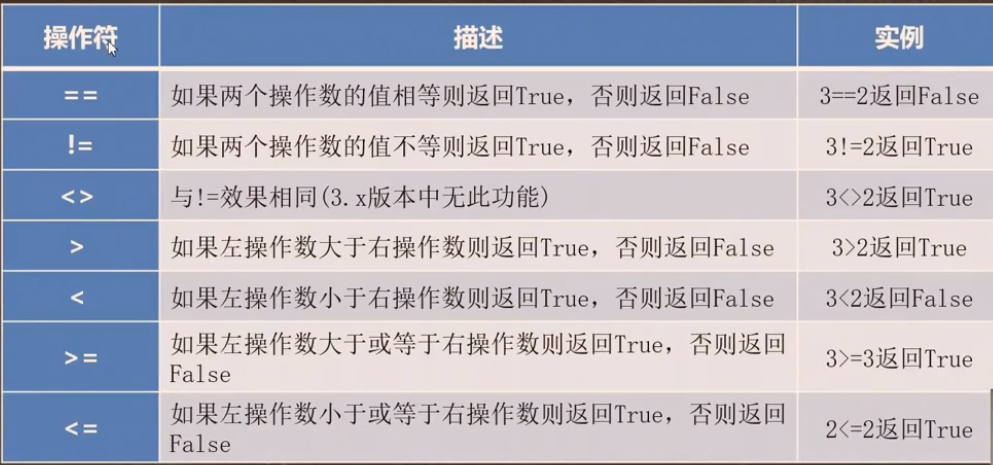 操作符 描述 实例
== 如果两个操作数的值相等则返回True，否则返回False 3==2返回False
!= 如果两个操作数的值不等则返回True，否则返回False 3!=2返回True
<> 与!=效果相同(3.x版本中无此功能) 3<>2返回True
> 如果左操作数大于右操作数则返回True，否则返回False 3>2返回True
< 如果左操作数小于右操作数则返回True，否则返回False 3<2返回False
>= 如果左操作数大于或等于右操作数则返回True，否则返回
False 3>=3返回True
<= 如果左操作数小于或等于右操作数则返回True，否则返回
False 2<=2返回True